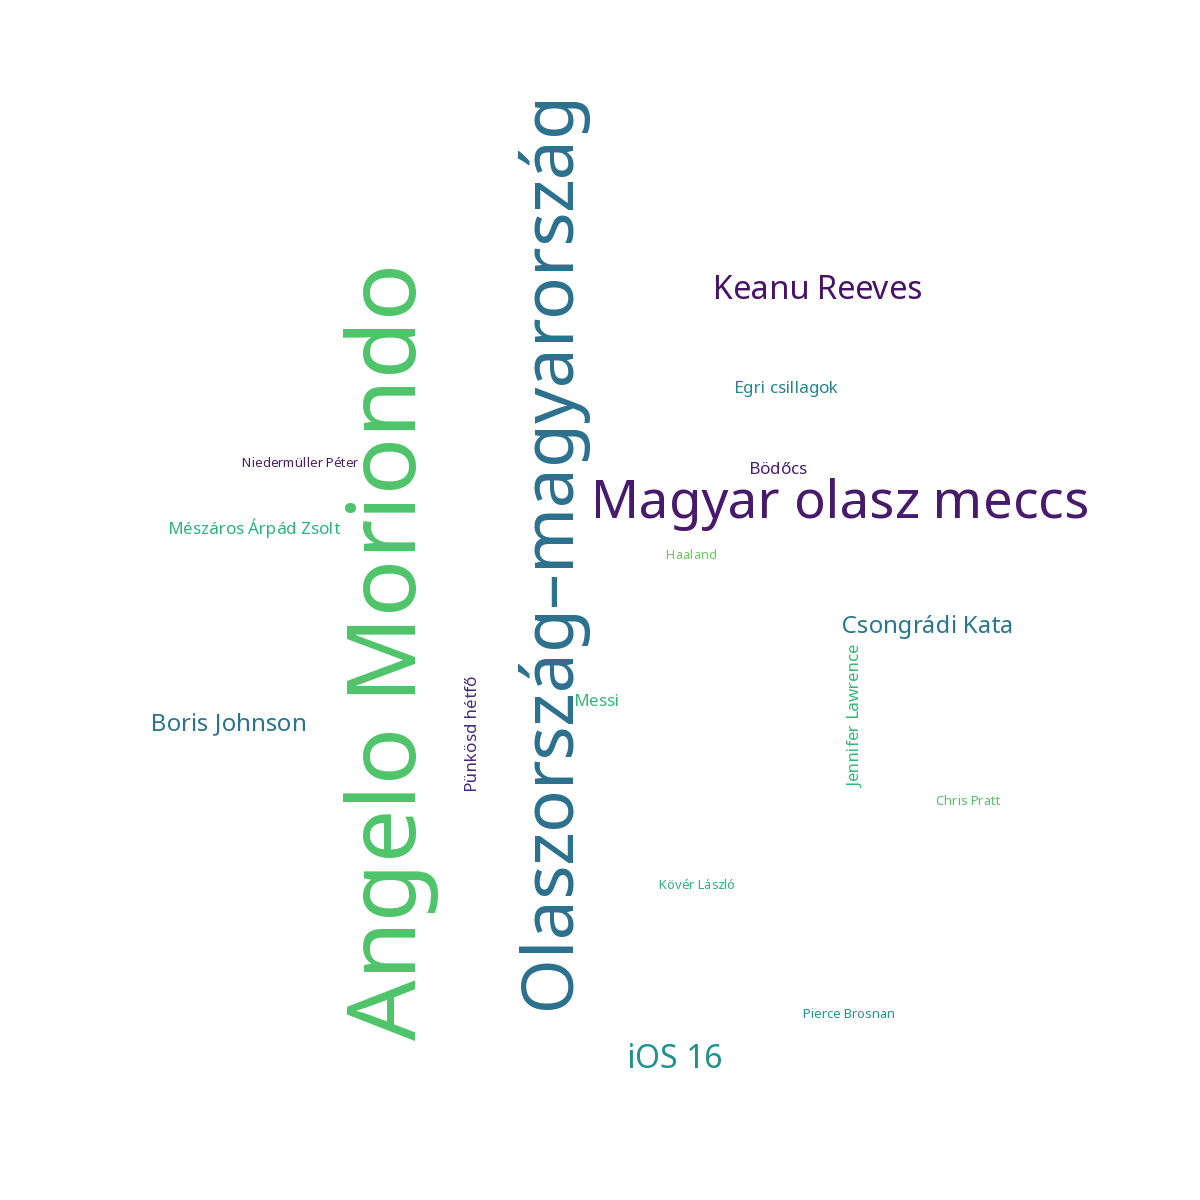 Olaszország–magyarország
Angelo Moriondo
Keanu Reeves
Egri csillagok
Niedermüller Péter
Bödőcs
Magyar olasz meccs
Mészáros Árpád Zsolt
Haaland
Csongrádi Kata
Jennifer Lawrence
Pünkösd hétfő
Messi
Boris Johnson
Chris Pratt
Kövér László
Pierce Brosnan
iOS 16